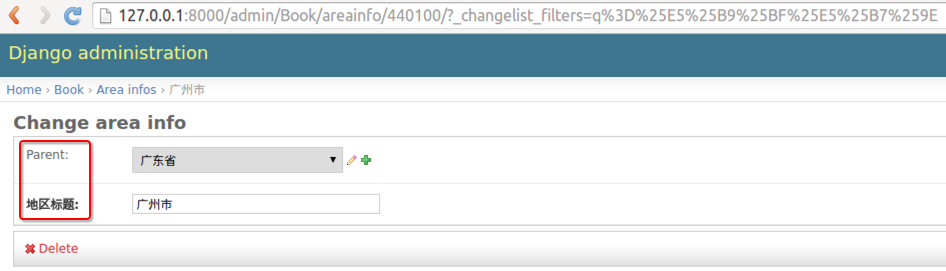 127.0.0.1:8000/admin/Book/areainfo/440100/?_changelist_filters=q%3D%25E5%25B9%25BF%25E5%25B7%259E
Django administration
Home › Book › Area infos › 广州市
Change area info
Parent: 广东省
地区标题: 广州市
Delete